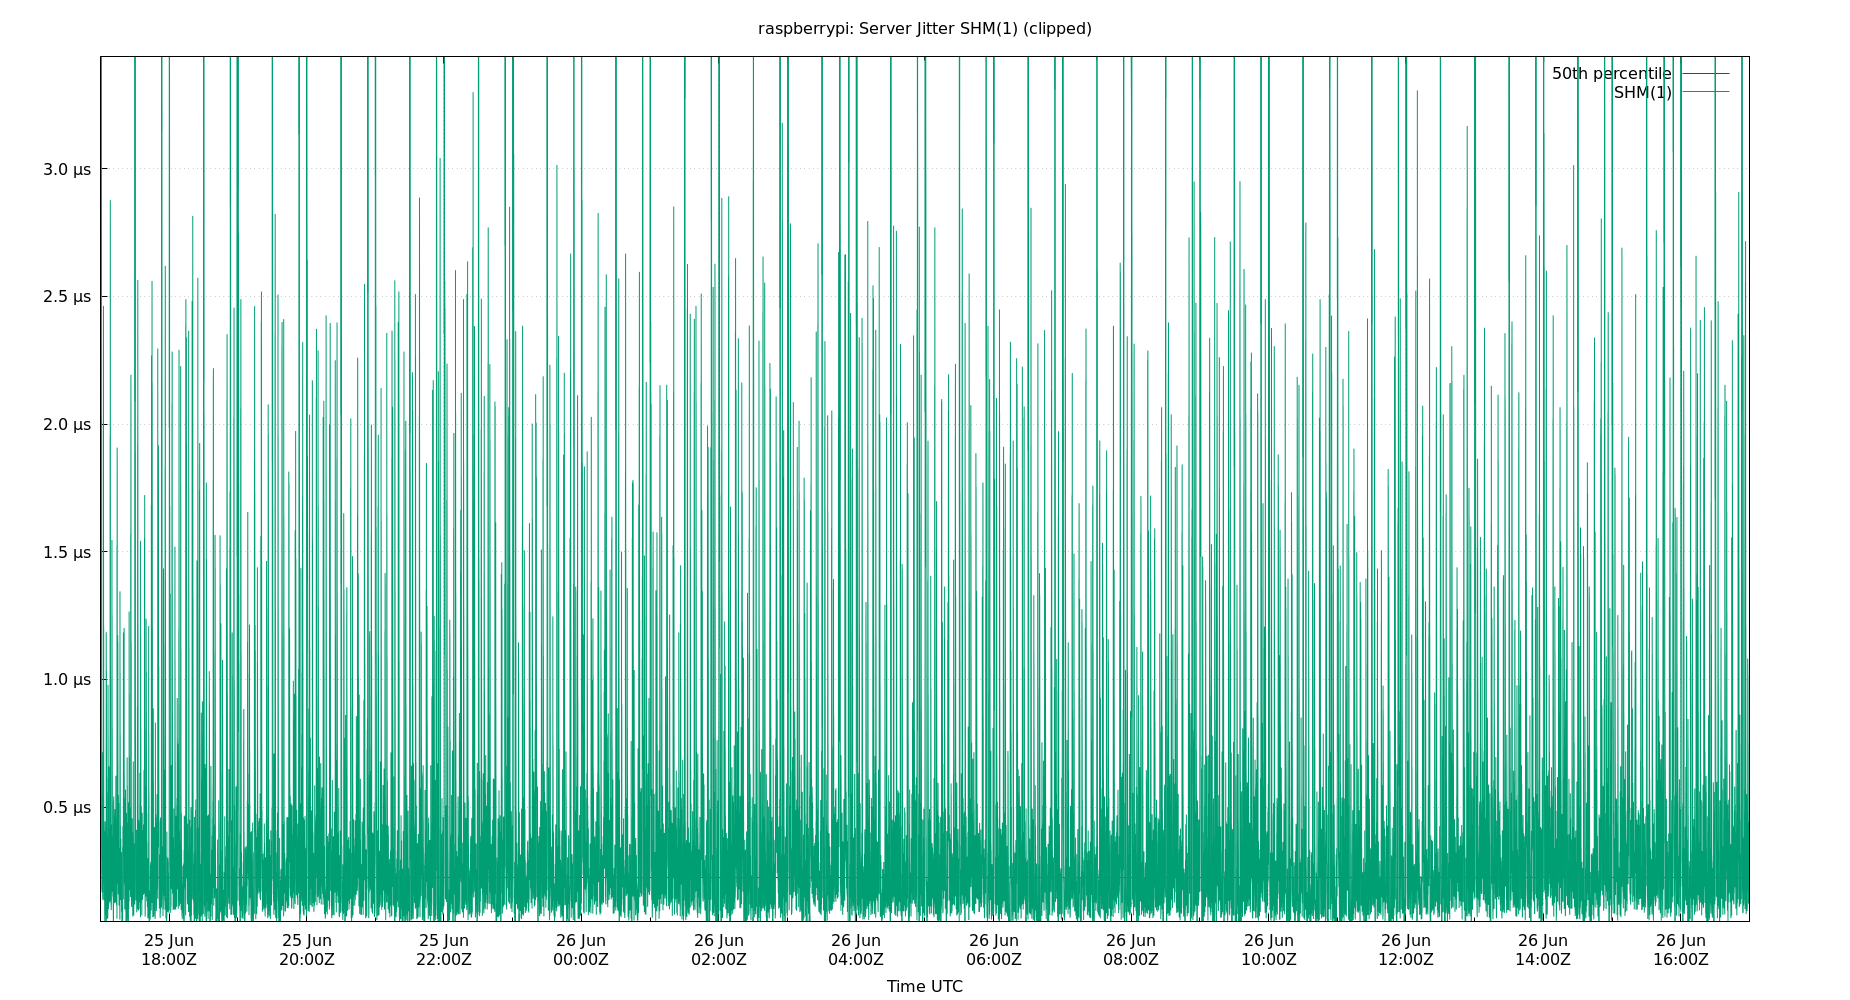 raspberrypi: Server Jitter SHM(1) (clipped)
50th percentile
SHM(1)
3.0 µs
2.5 µs
2.0 µs
1.5 µs
1.0 µs
0.5 µs
25 Jun 25 Jun 25 Jun 26 Jun 26 Jun 26 Jun 26 Jun 26 Jun 26 Jun 26 Jun 26 Jun 26 Jun
18:00Z 20:00Z 22:00Z 00:00Z 02:00Z 04:00Z 06:00Z 08:00Z 10:00Z 12:00Z 14:00Z 16:00Z
Time UTC